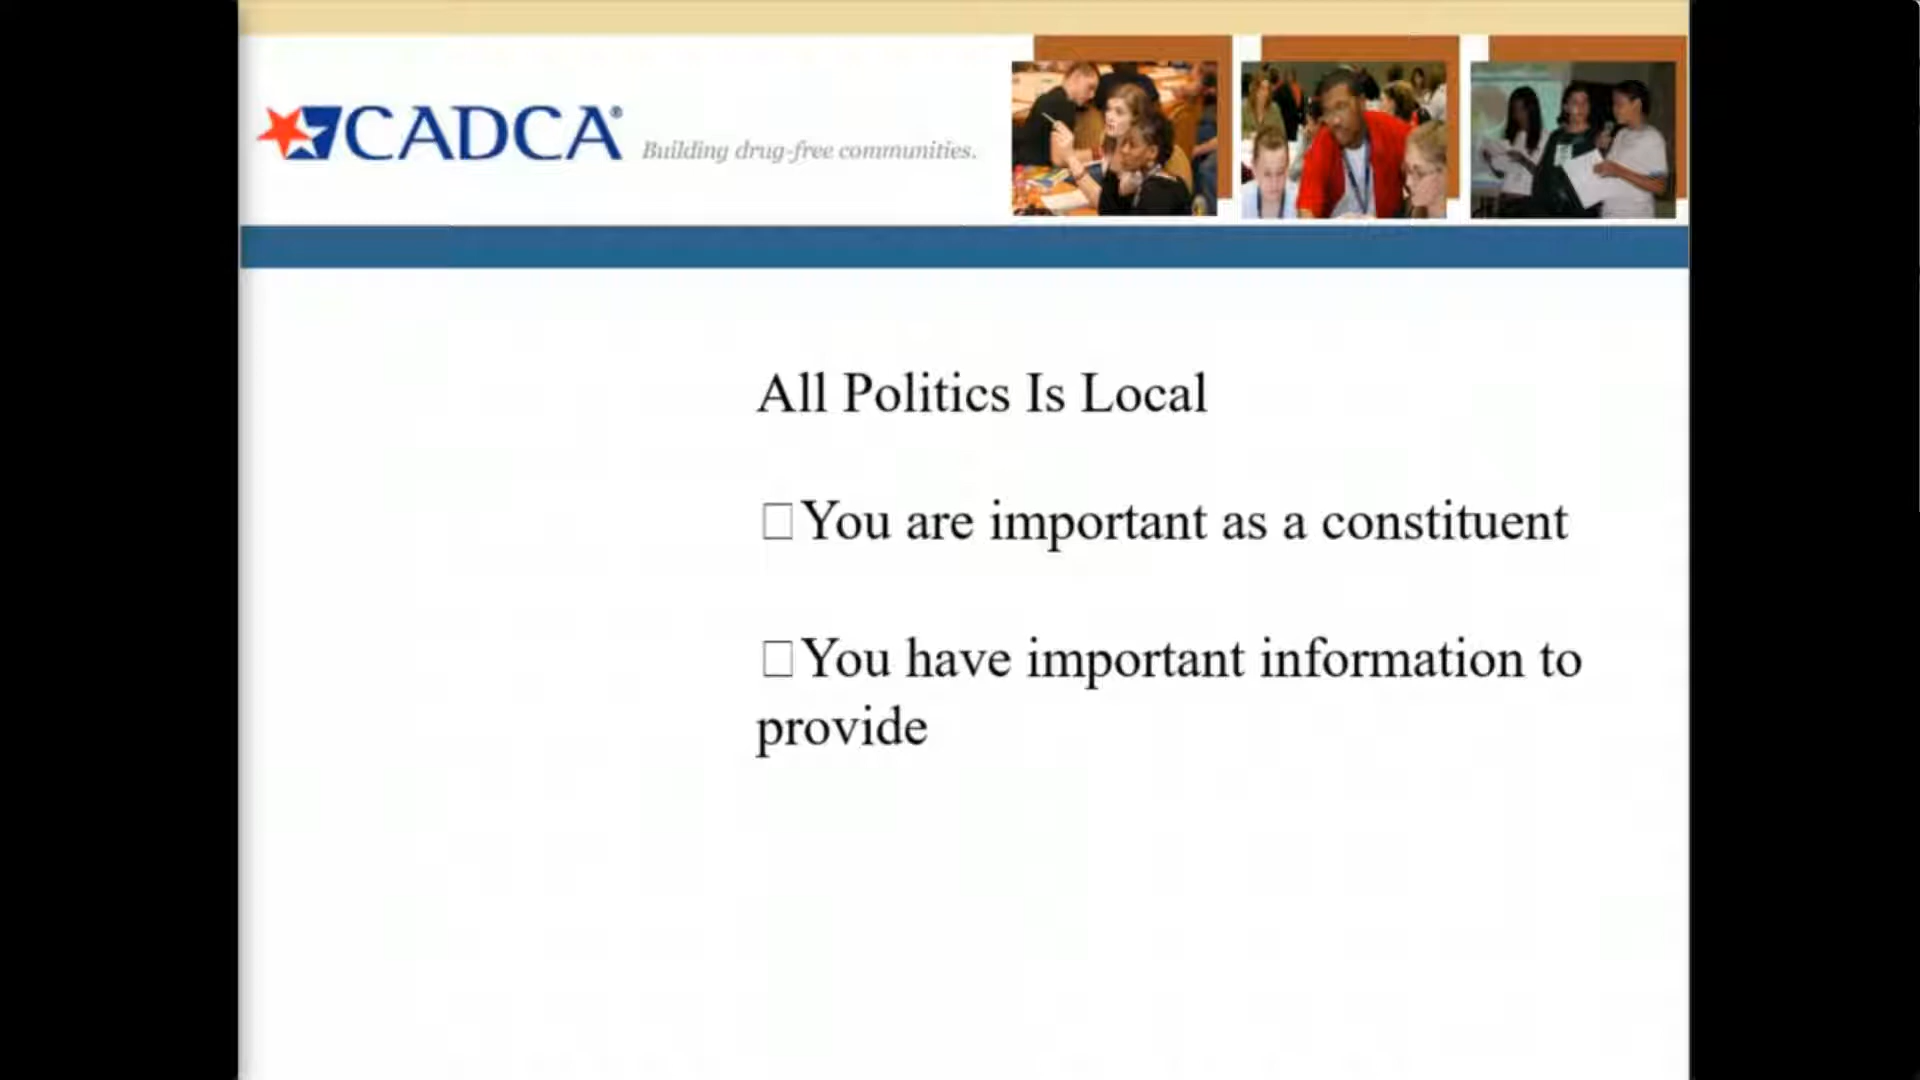 CADCA® Building drug-free communities.
All Politics Is Local
□You are important as a constituent
□You have important information to
provide